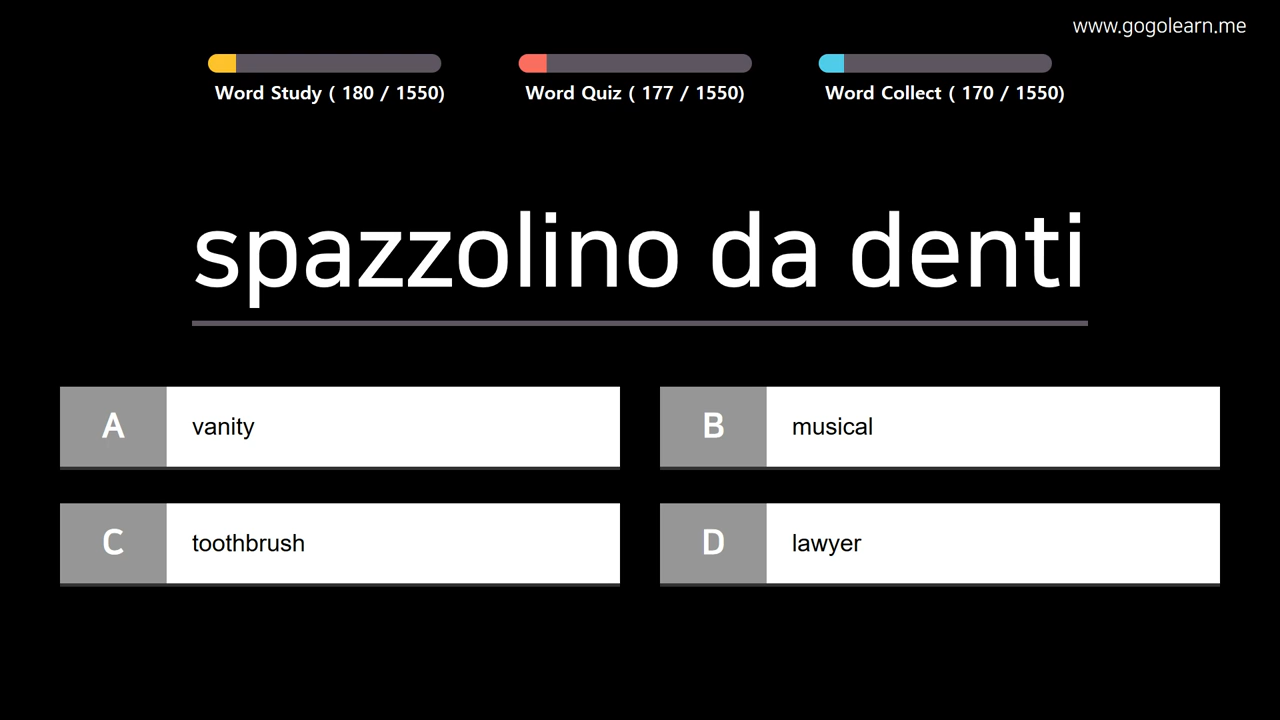 www.gogolearn.me
Word Study ( 180 / 1550)
Word Quiz ( 177 / 1550)
Word Collect ( 170 / 1550)
spazzolino da denti
A
vanity
B
musical
C
toothbrush
D
lawyer